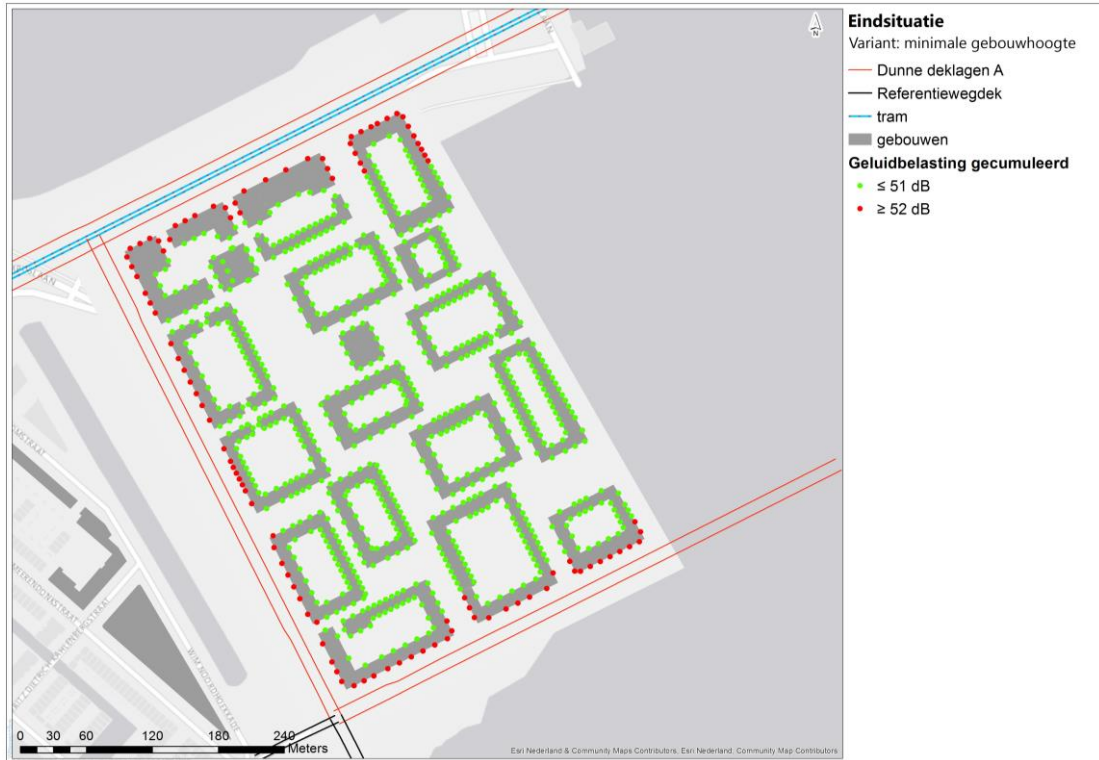 Eindsituatie
Variant: minimale gebouwhoogte
Dunne deklagen A
Referentiewegdek
tram
gebouwen
Geluidbelasting gecumuleerd
≤ 51 dB
≥ 52 dB
N
0 30 60 120 180 240
Meters
Esri Nederland & Community Maps Contributors, Esri Nederland, Community Map Contributors